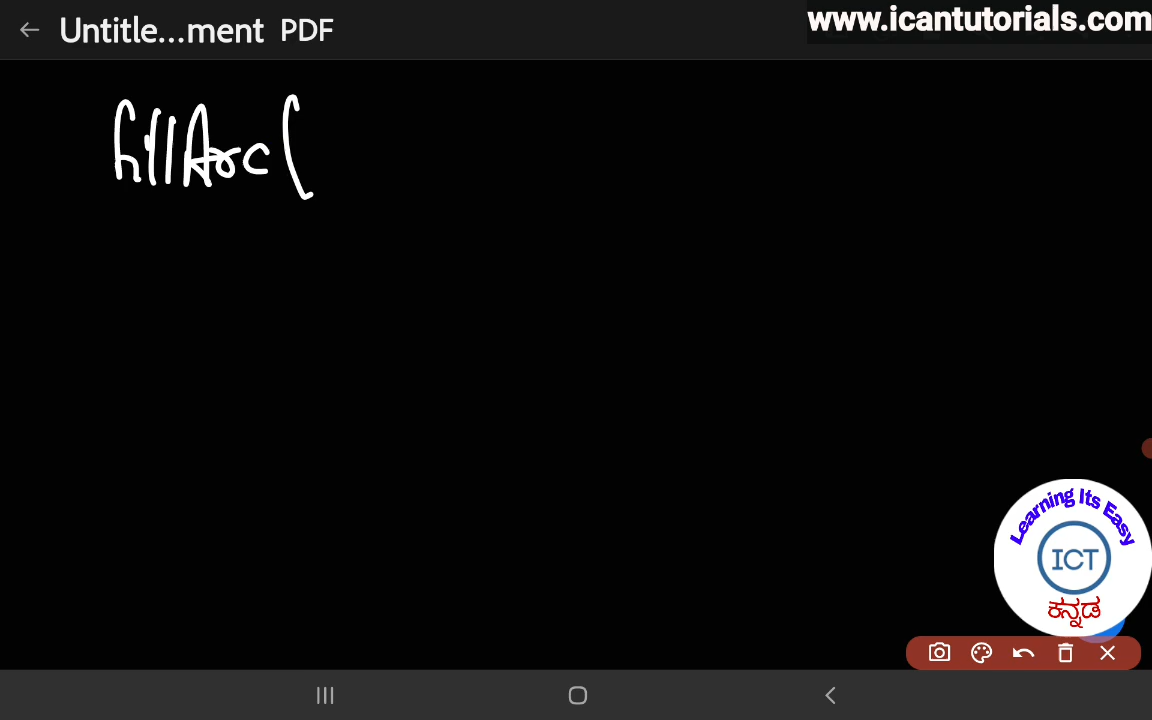 Untitle...ment PDF
www.icantutorials.com
fillArc(
Learning Its Easy
ICT
ಕನ್ನಡ